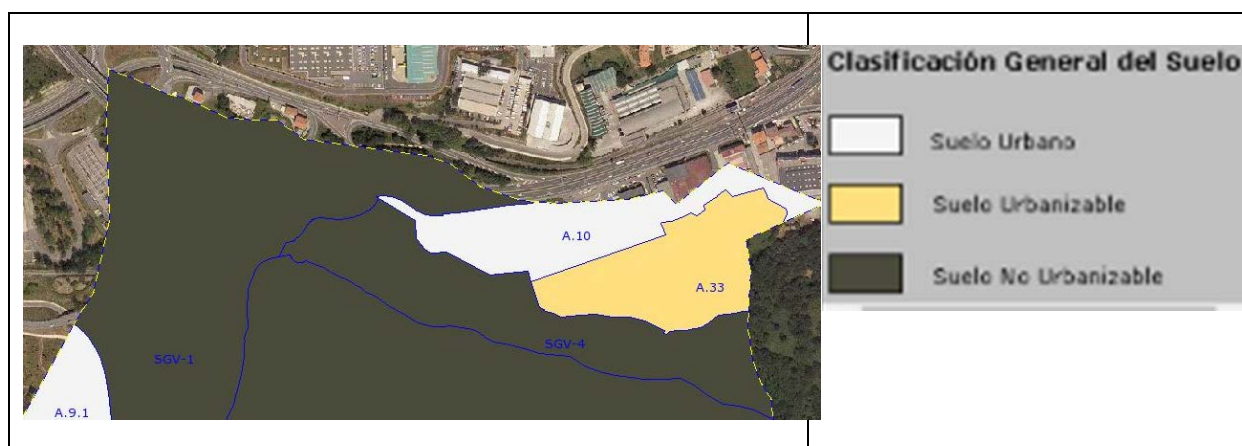 A.10
A.33
SGV-1
SGV-4
A.9.1
Clasificación General del Suelo
Suelo Urbano
Suelo Urbanizable
Suelo No Urbanizable